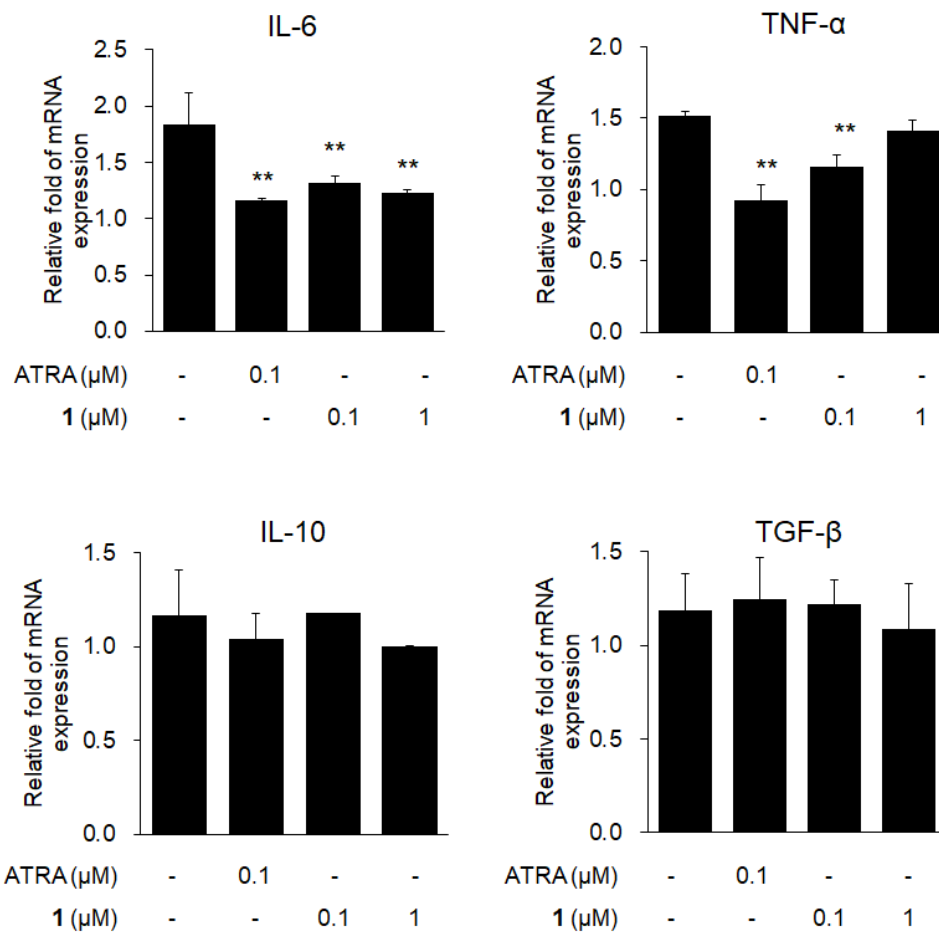 IL-6
2.5
2.0
1.5
1.0
0.5
0.0
Relative fold of mRNA
expression
**
**
**
ATRA (μM) - 0.1 - -
1 (μM) - - 0.1 1
TNF-α
2.0
1.5
1.0
0.5
0.0
Relative fold of mRNA
expression
**
**
ATRA (μM) - 0.1 - -
1 (μM) - - 0.1 1
IL-10
1.5
1.0
0.5
0.0
Relative fold of mRNA
expression
ATRA (μM) - 0.1 - -
1 (μM) - - 0.1 1
TGF-β
1.5
1.0
0.5
0.0
Relative fold of mRNA
expression
ATRA (μM) - 0.1 - -
1 (μM) - - 0.1 1